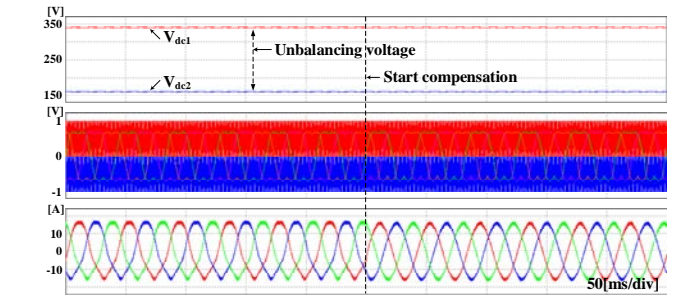 [V]
350
250
150
Vdc1
Unbalancing voltage
Start compensation
Vdc2
[V]
1
0
-1
[A]
10
0
-10
50[ms/div]